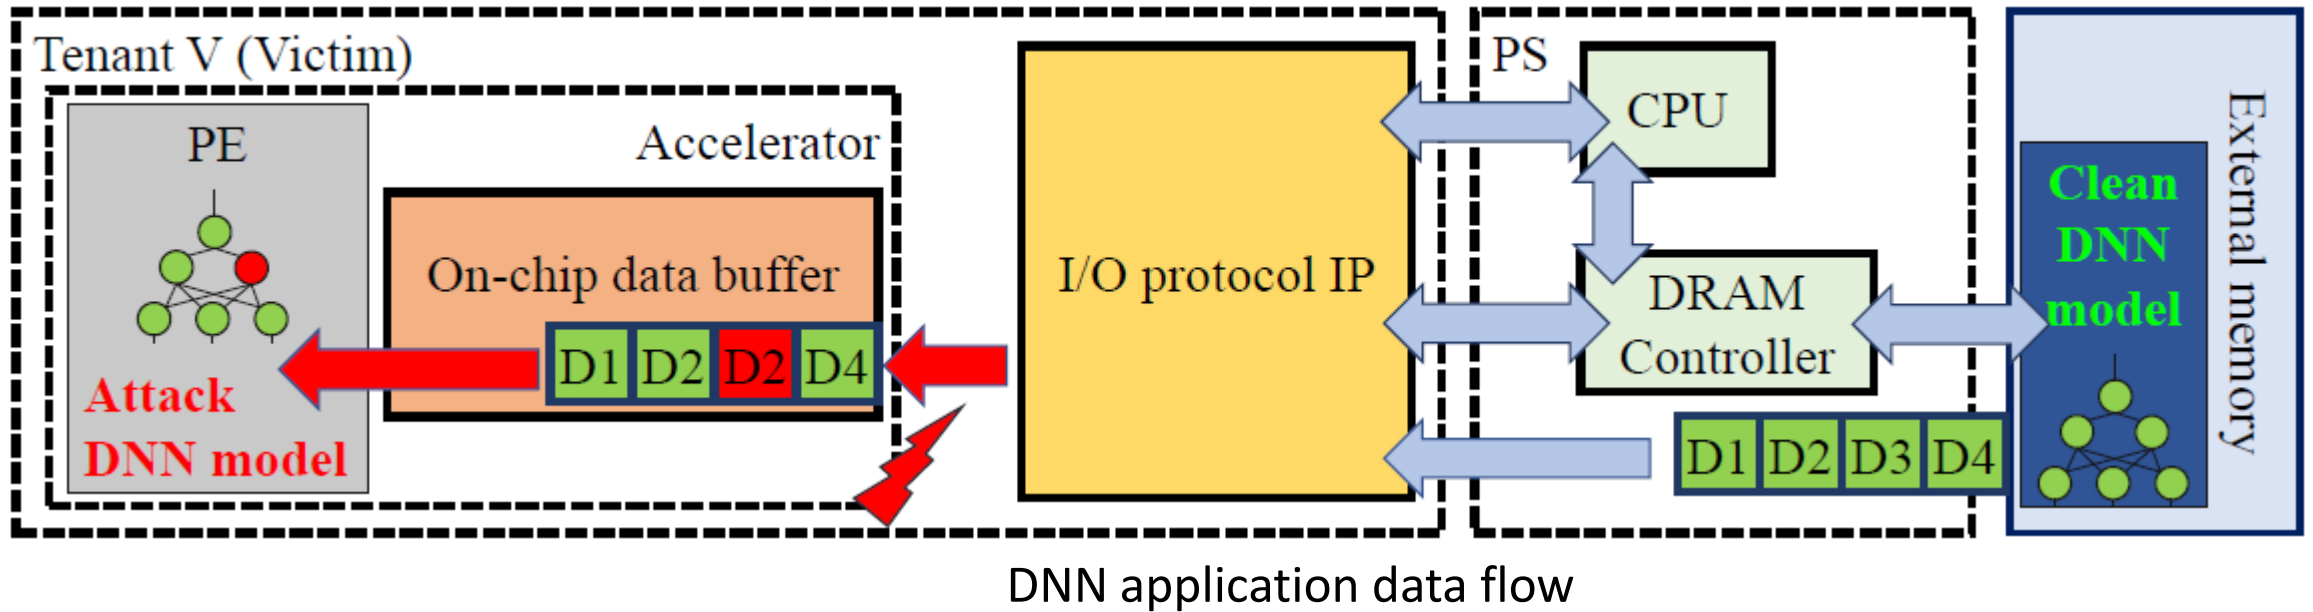 Tenant V (Victim)
PE
Accelerator
On-chip data buffer
D1 D2 D2 D4
Attack
DNN model
I/O protocol IP
PS
CPU
DRAM
Controller
D1 D2 D3 D4
Clean
DNN
model
External memory
DNN application data flow